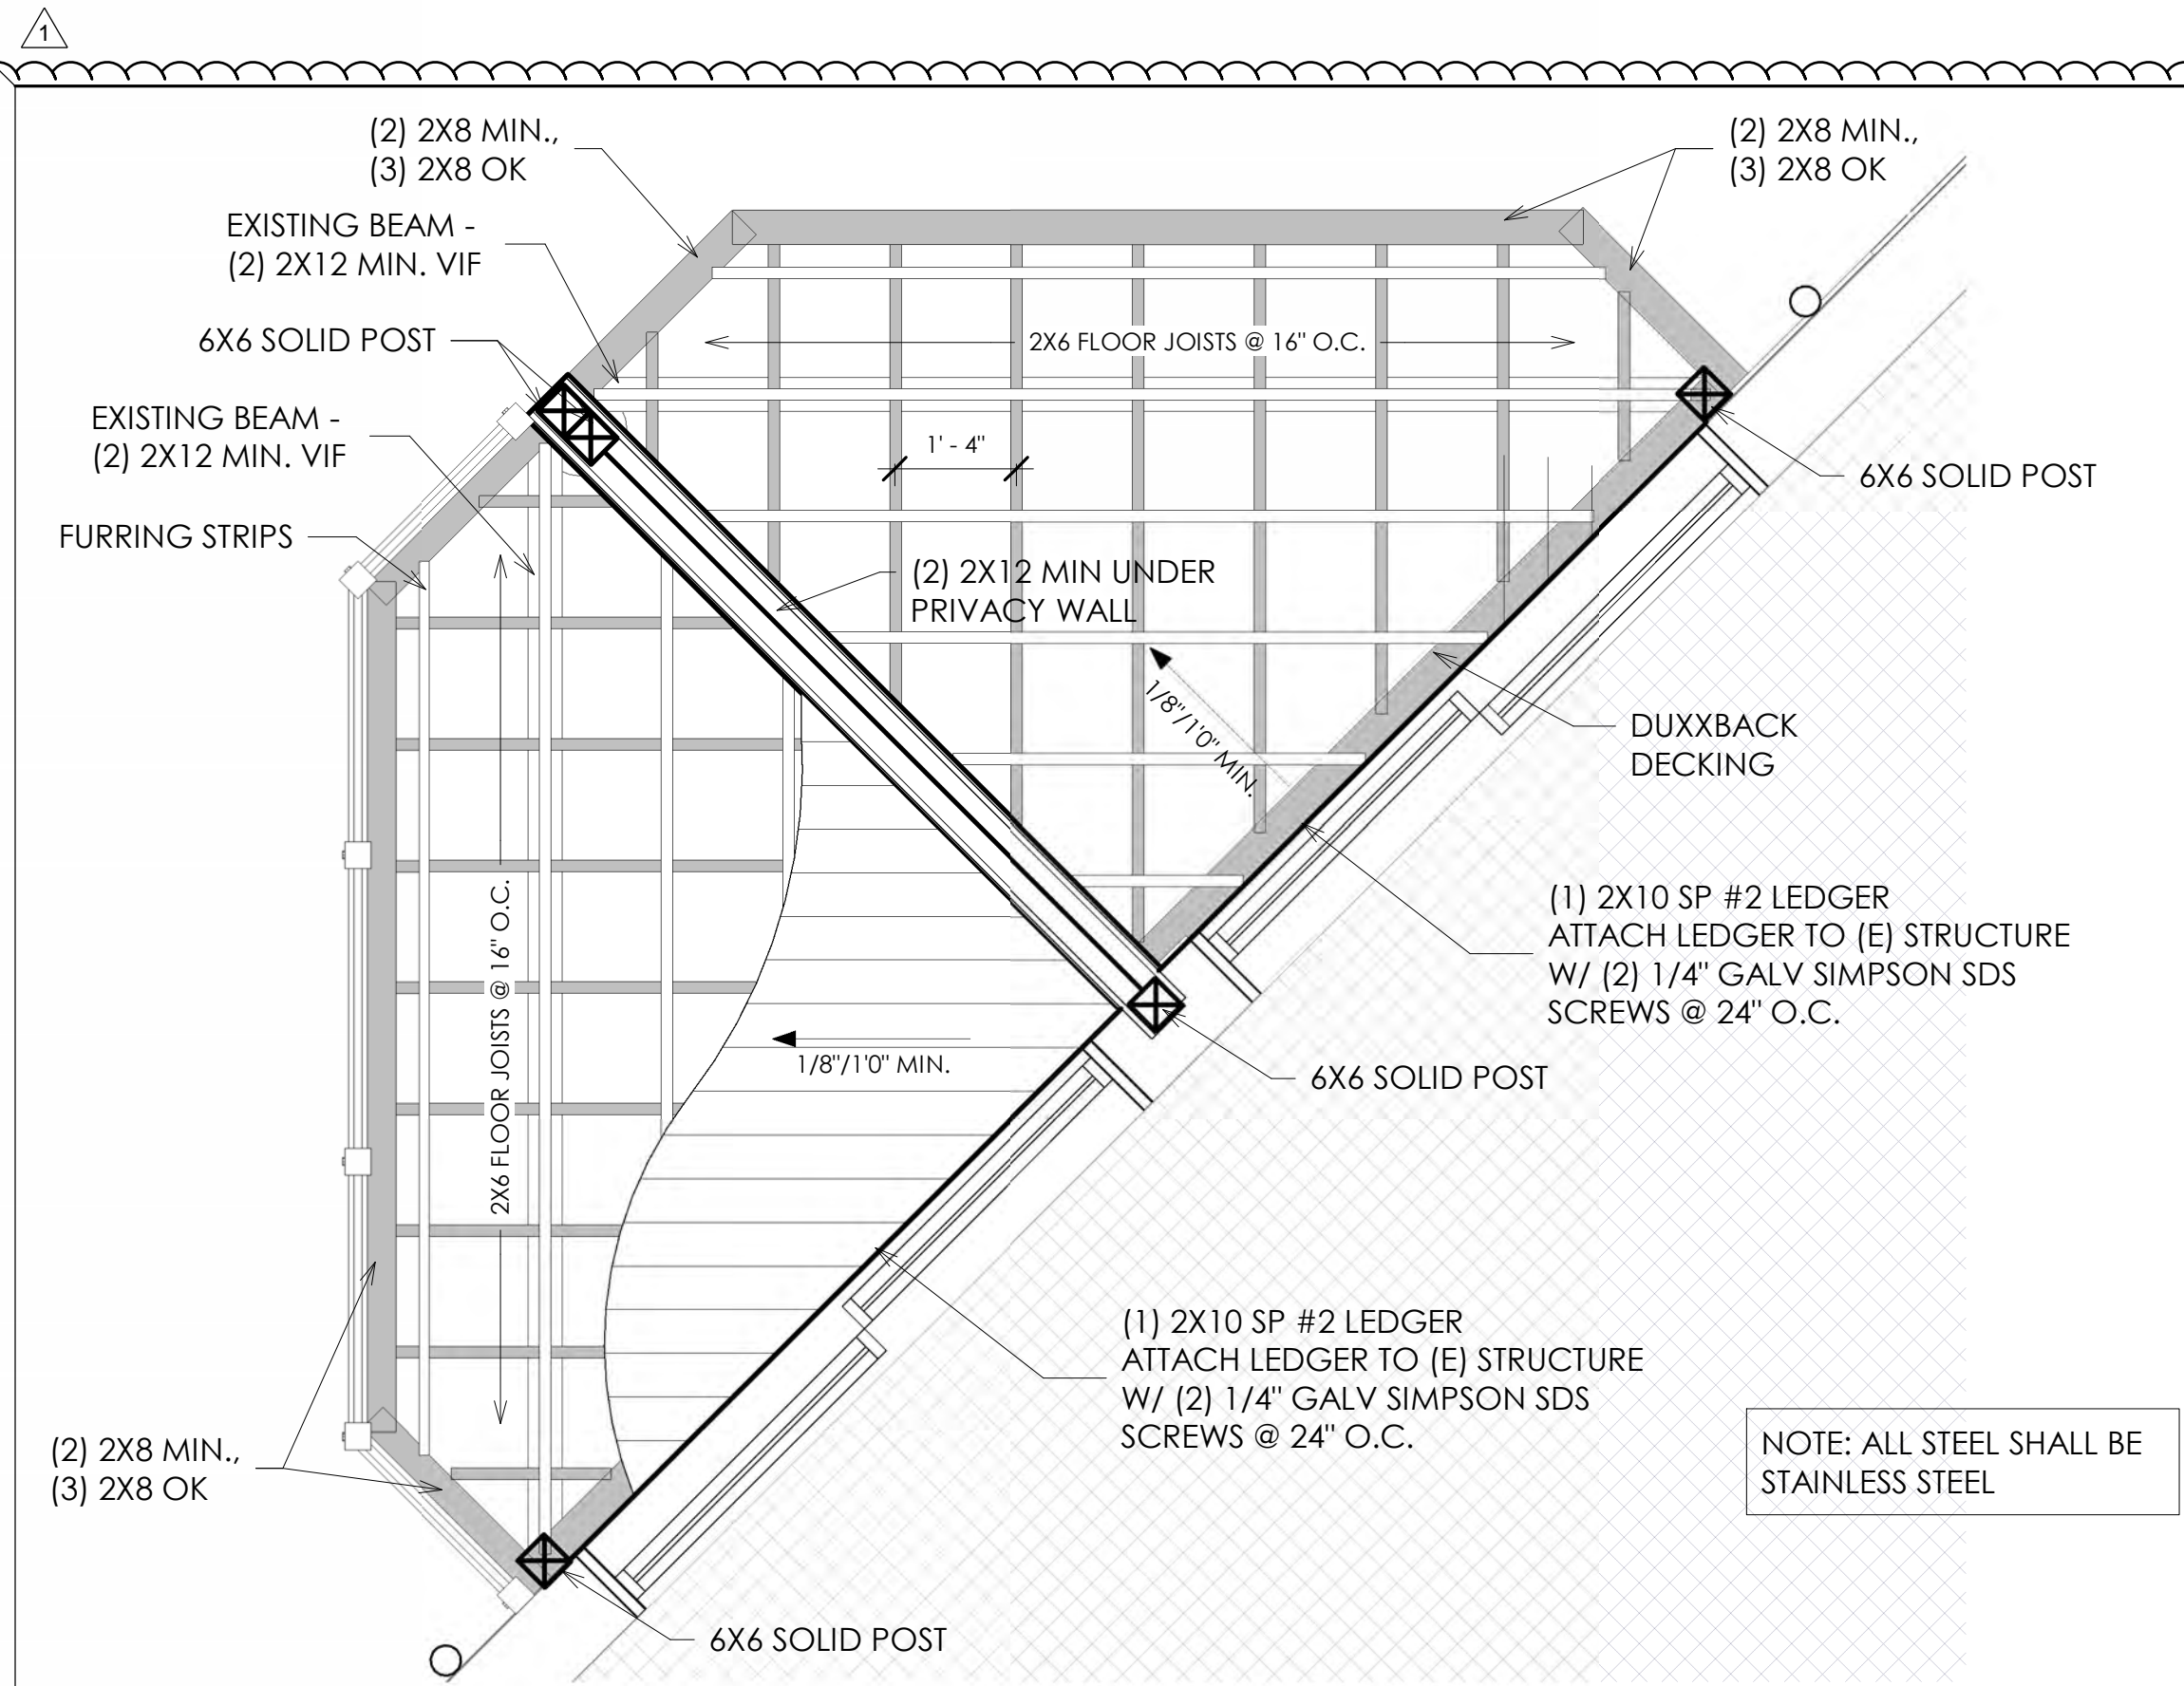 1
(2) 2X8 MIN.,
(3) 2X8 OK
(2) 2X8 MIN.,
(3) 2X8 OK
EXISTING BEAM -
(2) 2X12 MIN. VIF
6X6 SOLID POST
2X6 FLOOR JOISTS @ 16" O.C.
EXISTING BEAM -
(2) 2X12 MIN. VIF
1' - 4"
6X6 SOLID POST
FURRING STRIPS
(2) 2X12 MIN UNDER
PRIVACY WALL
1/8"/1'0" MIN.
DUXXBACK
DECKING
2X6 FLOOR JOISTS @ 16" O.C.
(1) 2X10 SP #2 LEDGER
ATTACH LEDGER TO (E) STRUCTURE
W/ (2) 1/4" GALV SIMPSON SDS
SCREWS @ 24" O.C.
1/8"/1'0" MIN.
6X6 SOLID POST
(1) 2X10 SP #2 LEDGER
ATTACH LEDGER TO (E) STRUCTURE
W/ (2) 1/4" GALV SIMPSON SDS
SCREWS @ 24" O.C.
(2) 2X8 MIN.,
(3) 2X8 OK
NOTE: ALL STEEL SHALL BE
STAINLESS STEEL
6X6 SOLID POST